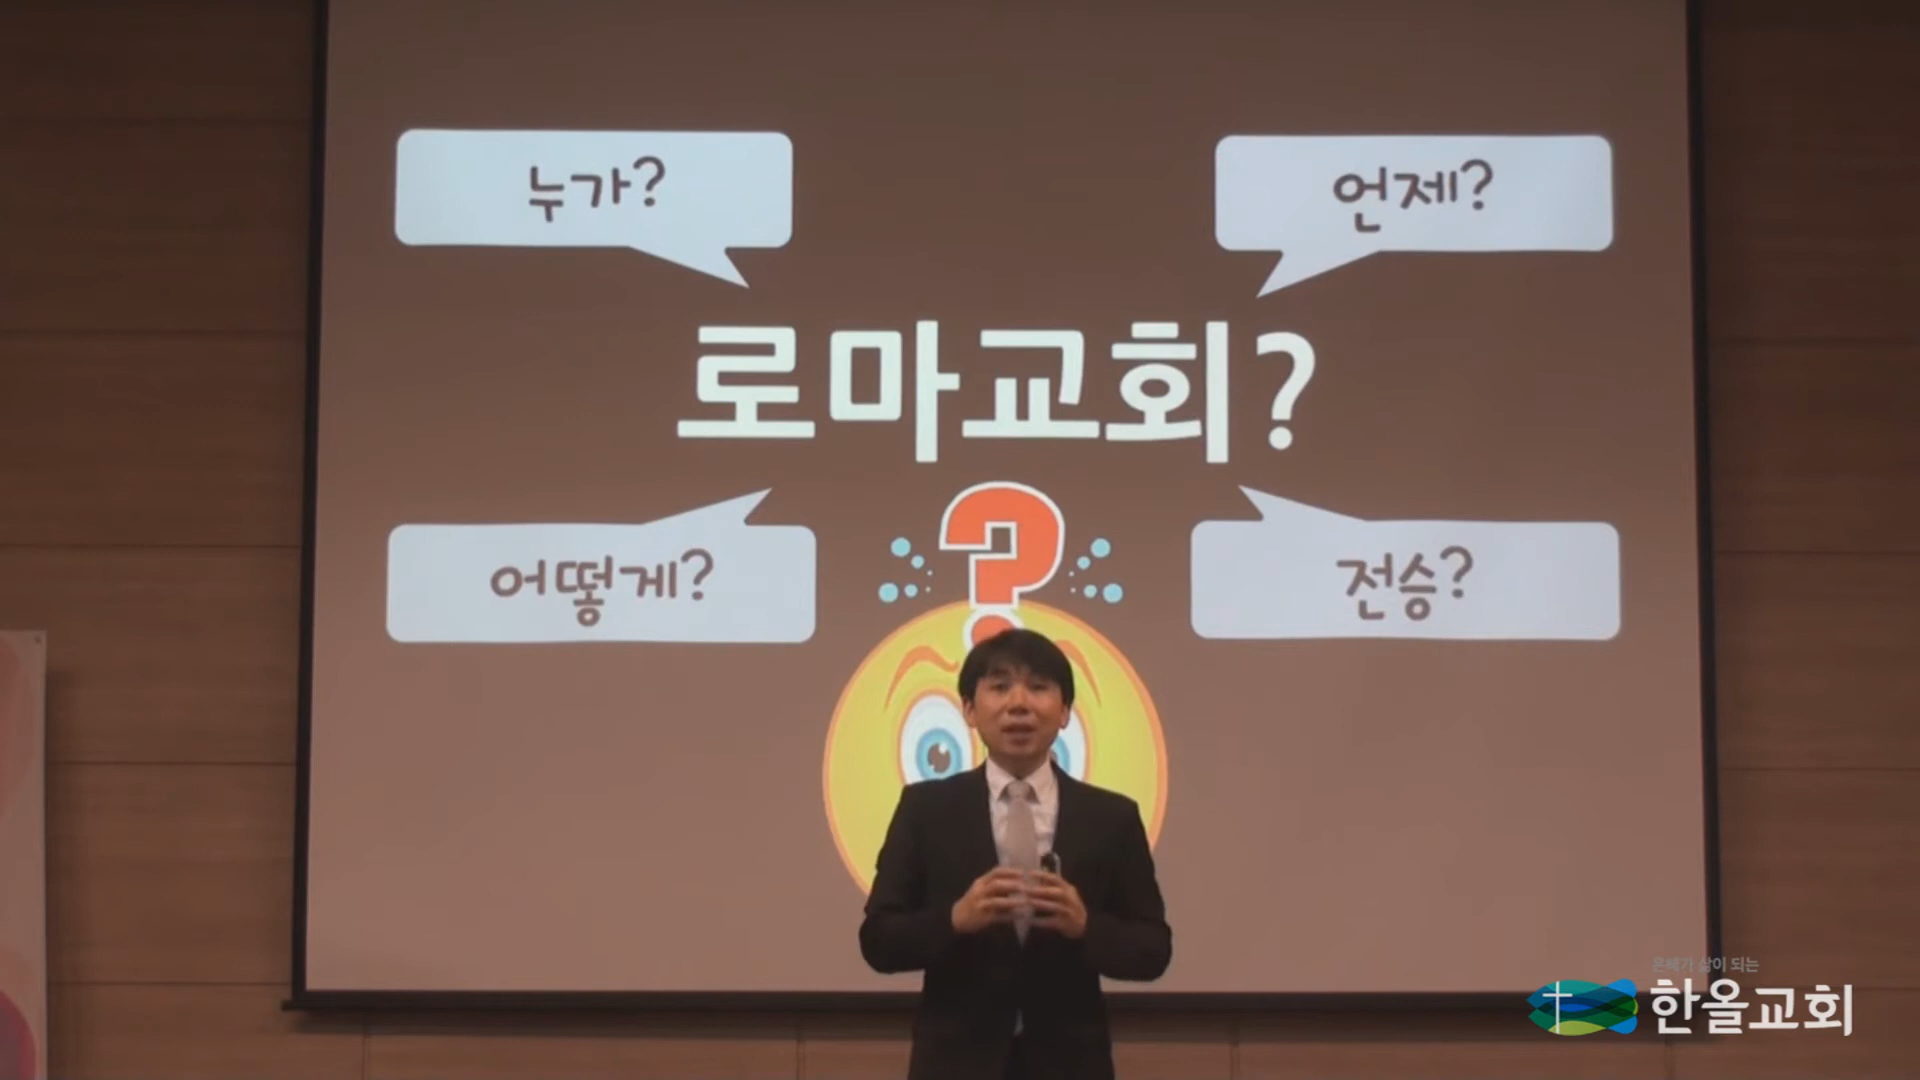 누가?
언제?
로마교회?
어떻게?
전승?
은혜가 삶이 되는
한올교회